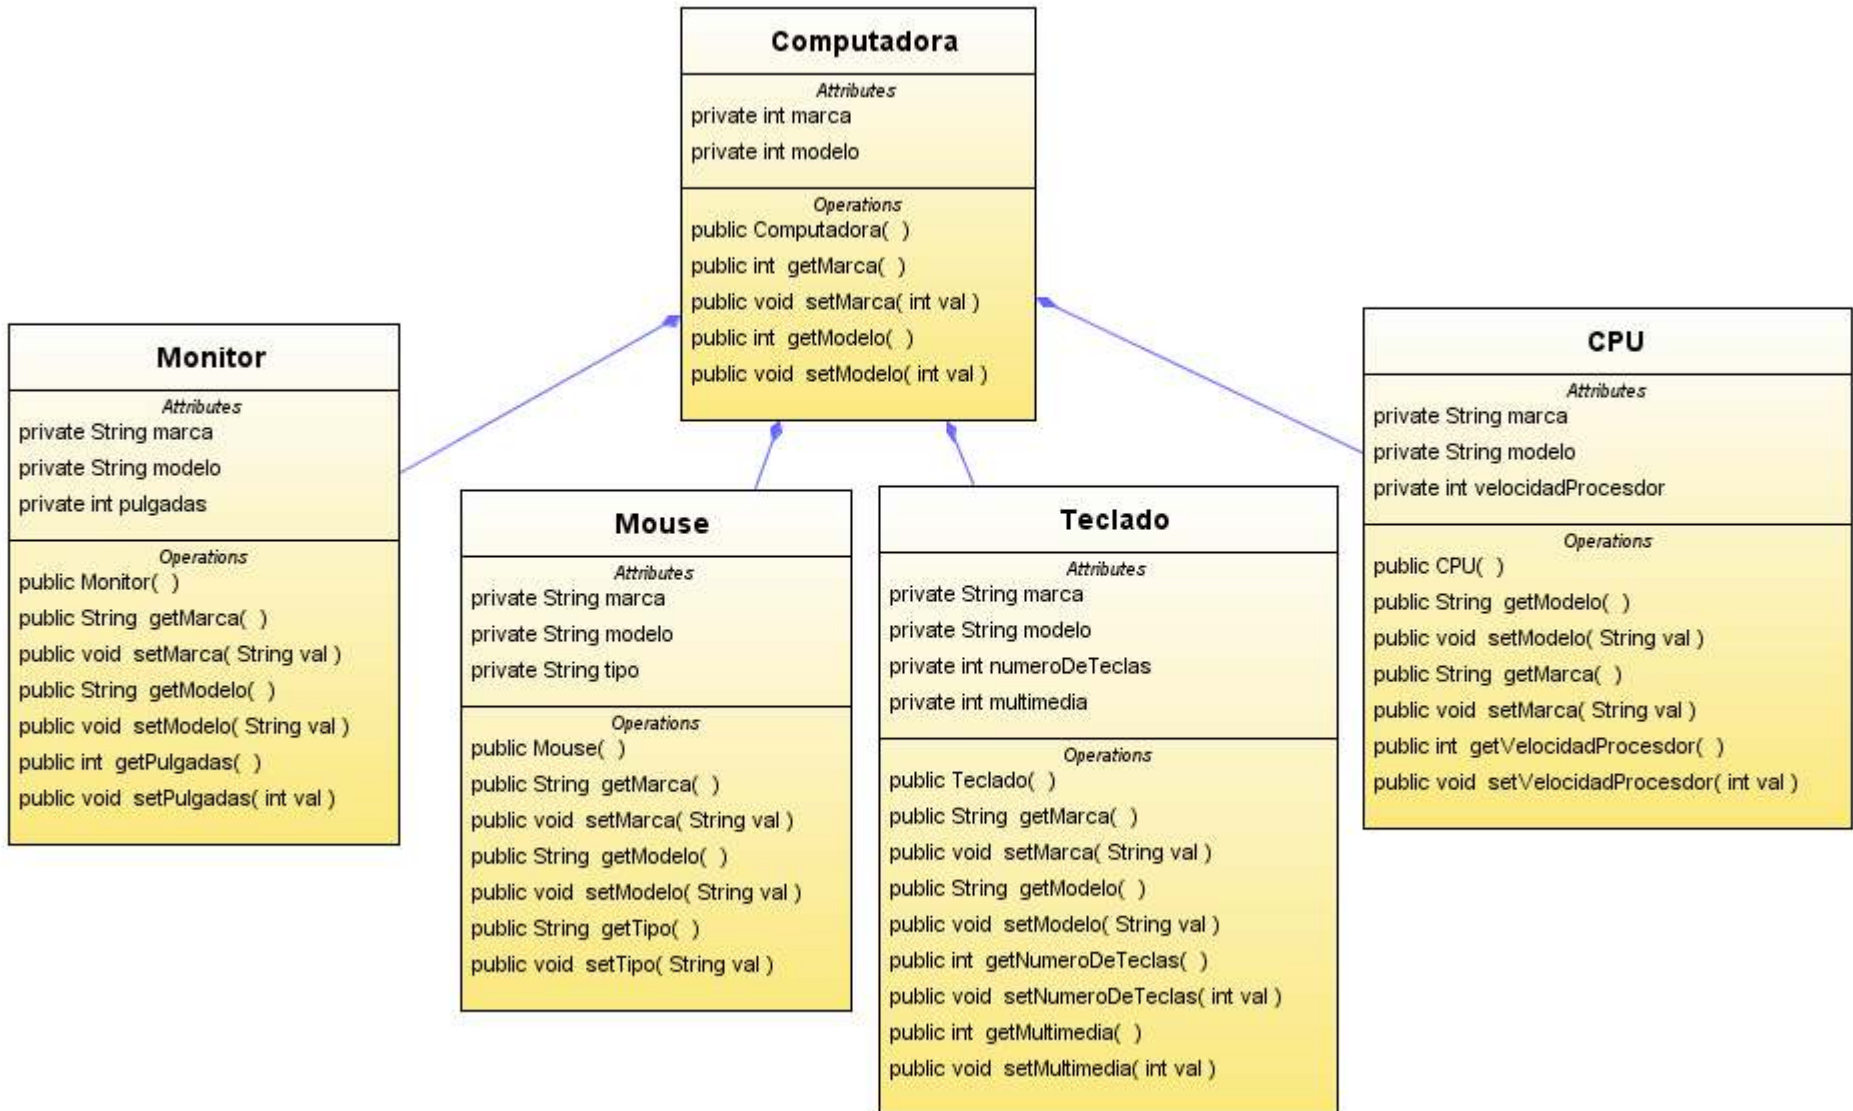 Computadora
Attributes
private int marca
private int modelo
Operations
public Computadora(  )
public int  getMarca(  )
public void  setMarca( int val )
public int  getModelo(  )
public void  setModelo( int val )
Monitor
Attributes
private String marca
private String modelo
private int pulgadas
Operations
public Monitor(  )
public String  getMarca(  )
public void  setMarca( String val )
public String  getModelo(  )
public void  setModelo( String val )
public int  getPulgadas(  )
public void  setPulgadas( int val )
Mouse
Attributes
private String marca
private String modelo
private String tipo
Operations
public Mouse(  )
public String  getMarca(  )
public void  setMarca( String val )
public String  getModelo(  )
public void  setModelo( String val )
public String  getTipo(  )
public void  setTipo( String val )
Teclado
Attributes
private String marca
private String modelo
private int numeroDeTeclas
private int multimedia
Operations
public Teclado(  )
public String  getMarca(  )
public void  setMarca( String val )
public String  getModelo(  )
public void  setModelo( String val )
public int  getNumeroDeTeclas(  )
public void  setNumeroDeTeclas( int val )
public int  getMultimedia(  )
public void  setMultimedia( int val )
CPU
Attributes
private String marca
private String modelo
private int velocidadProcesdor
Operations
public CPU(  )
public String  getModelo(  )
public void  setModelo( String val )
public String  getMarca(  )
public void  setMarca( String val )
public int  getVelocidadProcesdor(  )
public void  setVelocidadProcesdor( int val )